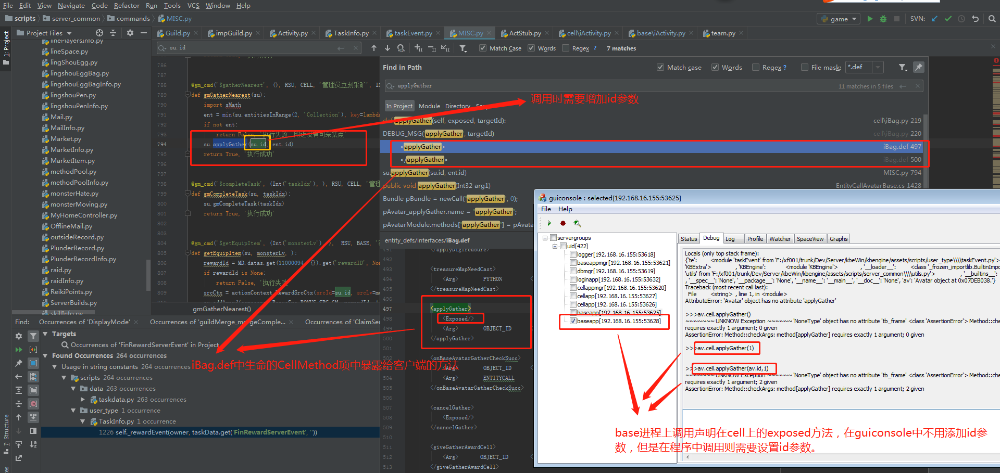 File Edit View Navigate Code Refactor Run Tools VCS Window Help
scripts server_common commands MISC.py
game SVN:
Project Files
Guild.py impGuild.py Activity.py TaskInfo.py taskEvent.py MISC.py ActStub.py cell\iActivity.py base\iActivity.py team.py
1: Project
7: Structure
linePlayersInfo.py
lineSpace.py
lingShouEgg.py
lingshouEggBag.py
lingshouEggBagInfo.py
lingshouPen.py
lingshouPenInfo.py
Mail.py
MailInfo.py
Market.py
MarketInfo.py
MarketItem.py
methodPool.py
methodPoolInfo.py
monsterHate.py
monsterMoving.py
MyHomeController.py
OfflineMail.py
outsideRecord.py
PlunderRecord.py
PlunderRecordInfo.py
raid.py
raidInfo.py
ReikiPoints.py
ServerBuilds.py
skillInfo.py
su.id
Match Case Words Regex ? 7 matches
786
787
788 @gm_cmd('$gatherNearest', (), RSU, CELL, '管理员立刻采矿',
789 def gmGatherNearest(su):
790 import sMath
791 ent = min(su.entitiesInRange(2, 'Collection'), key=lambda
792 if not ent:
793 return False, '执行失败，附近没有可采集点'
794 su.applyGather(su.id, ent.id)
795 return True, '执行成功'
796
797
798 @gm_cmd('$completeTask', (Int('taskIdx'), ), RSU, CELL, '管理
799 def gmCompleteTask(su, taskIdx):
800 su.gmCompleteTask(taskIdx)
801 return True, '执行成功'
802
803
804 @gm_cmd('$getEquipItem', (Int('monsterLv'), ), RSU, BASE,
805 def getEquipItem(su, monsterLv, ):
806 rewardId = MD.datas.get(11000094, {}).get('rewardID',
807 if rewardId is None:
808 return False, '执行失败
809 srcCtx = actionContext.RewardSrcCtx(srcId=su.id, srcLv=mo
gmGatherNearest()
Find in Path
Match case Words Regex ? File mask: *.def
applyGather
11 matches in 5 files
In Project Module Directory
调用时需要增加id参数
def applyGather(self, exposed, targetId): cell\iBag.py 219
DEBUG_MSG('applyGather', targetId) cell\iBag.py 220
<applyGather> iBag.def 497
</applyGather> iBag.def 500
su.applyGather(su.id, ent.id) MISC.py 794
public void applyGather(Int32 arg1) EntityCallAvatarBase.cs 1428
Bundle pBundle = newCall("applyGather", 0);
pAvatar_applyGather.name = "applyGather";
pAvatarModule.methods["applyGather"] = pAvata
entity_defs/interfaces/iBag.def
491 </applyDigTreasure>
492
493 <treasureMapNeedCast>
494 <Arg> PYTHON <
495 </treasureMapNeedCast>
496
497 <applyGather>
498 <Exposed/>
499 <Arg> OBJECT_ID <
500 </applyGather>
501
502 <onBaseAvatarGatherCheckSucc>
503 <Arg> OBJECT_ID <
504 <Arg> ENTITYCALL
505 </onBaseAvatarGatherCheckSucc>
506
507 <cancelGather>
508 <Exposed/>
509 </cancelGather>
510
511 <giveGatherAwardCell>
512 <Arg> OBJECT_ID <
513 </giveGatherAwardCell>
iBag.def中生命的CellMethod项中暴露给客户端的方法
Find: Occurrences of 'DisplayMode' Occurrences of 'guildMerge_mergeComple... Occurrences of 'ClaimSer
Targets
Occurrences of 'FinRewardServerEvent' in Project
Found Occurrences 264 occurrences
Usage in string constants 264 occurrences
scripts 264 occurrences
data 263 occurrences
taskdata.py 263 occurrences
user_type 1 occurrence
TaskInfo.py 1 occurrence
1226 self._rewardEvent(owner, taskData.get('FinRewardServerEvent', ''))
guiconsole : selected[192.168.16.155:53625]
File Help
servergroups
uid[422]
logger[192.168.16.155:53618]
baseappmgr[192.168.16.155:53621]
dbmgr[192.168.16.155:53619]
loginapp[192.168.16.155:53632]
cellappmgr[192.168.16.155:53620]
cellapp[192.168.16.155:53627]
cellapp[192.168.16.155:53626]
baseapp[192.168.16.155:53625]
baseapp[192.168.16.155:53628]
Status Debug Log Profile Watcher SpaceView Graphs
Locals (only top stack frame):
{'te': <module 'taskEvent' from 'F:/xf001/trunk/Dev/Server/kbeWin/kbengine/assets/scripts/user_type\\\\taskEvent.py'>
'KBExtra'> , 'KBEngine': <module 'KBEngine'> , '__loader__': <class '_frozen_importlib.BuiltinImpo
'utils' from 'F:/xf001/trunk/Dev/Server/kbeWin/kbengine/assets/scripts/server_common\\\\utils.py'> , '__builtins__':
, '__spec__': 'None', '__package__': 'None', '__name__': '__main__', '__doc__': 'None', 'av': 'Avatar object at 0x07DEB038.'}
Traceback (most recent call last):
File <string> , line 1, in <module>
AttributeError: 'Avatar' object has no attribute 'applyGather'
>>>av.cell.applyGather()
~~~~~~~ UNKOW Exception ~~~~~~ 'NoneType' object has no attribute 'tb_frame' <class 'AssertionError'> Method::che
requires exactly 1 argument; 0 given
AssertionError: Method::checkArgs: method[applyGather] requires exactly 1 argument; 0 given
>>>av.cell.applyGather(1)
>>>av.cell.applyGather(av.id,1)
~~~~~~~ UNKOW Exception ~~~~~~ 'NoneType' object has no attribute 'tb_frame' <class 'AssertionError'> Method::che
requires exactly 1 argument; 2 given
AssertionError: Method::checkArgs: method[applyGather] requires exactly 1 argument; 2 given
base进程上调用声明在cell上的exposed方法，在guiconsole中不用添加id参
数，但是在程序中调用则需要设置id参数。